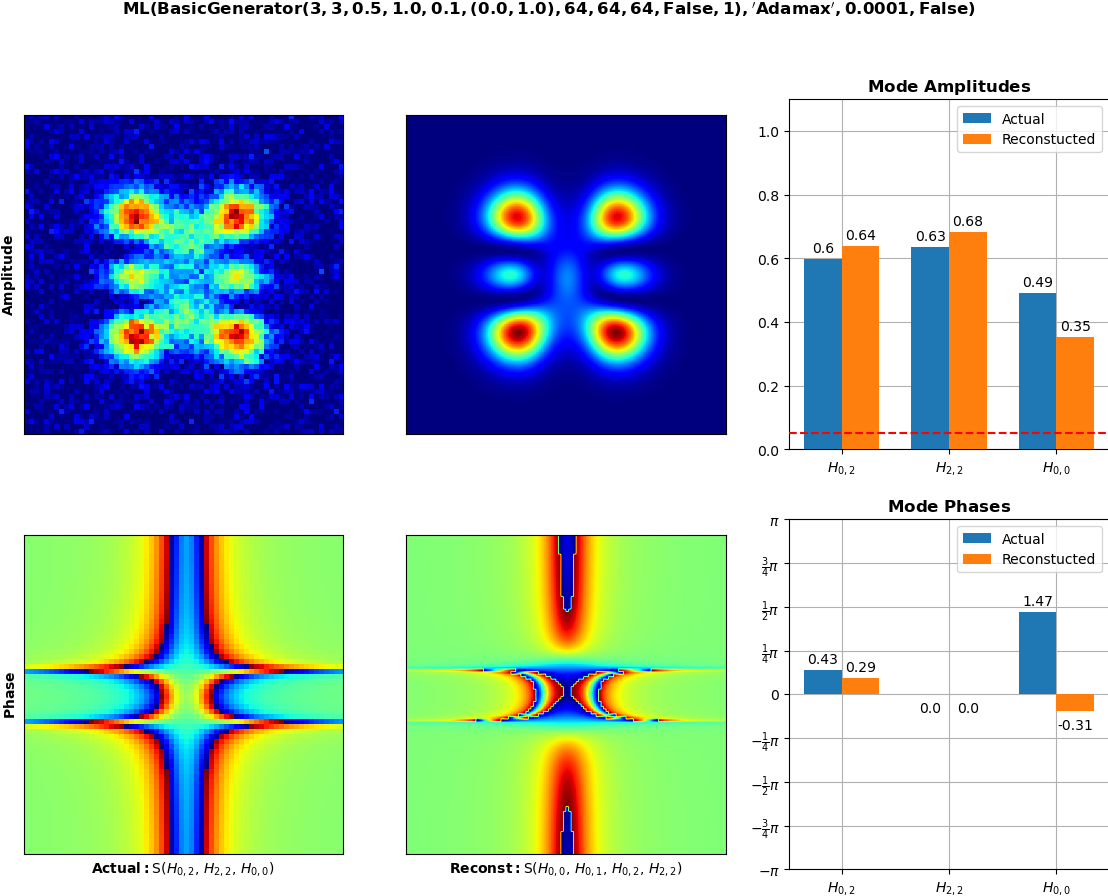 ML(BasicGenerator(3, 3, 0.5, 1.0, 0.1, (0.0, 1.0), 64, 64, 64, False, 1), ′Adamax′, 0.0001, False)
Amplitude
Mode Amplitudes
Actual
Reconstucted
1.0
0.8
0.6
0.4
0.2
0.0
0.6
0.64
0.63
0.68
0.49
0.35
H₀,₂
H₂,₂
H₀,₀
Phase
Actual: S(H₀,₂, H₂,₂, H₀,₀)
Reconst: S(H₀,₀, H₀,₁, H₀,₂, H₂,₂)
Mode Phases
Actual
Reconstucted
π
3/4π
1/2π
1/4π
0
−1/4π
−1/2π
−3/4π
−π
0.43
0.29
0.0
0.0
1.47
-0.31
H₀,₂
H₂,₂
H₀,₀